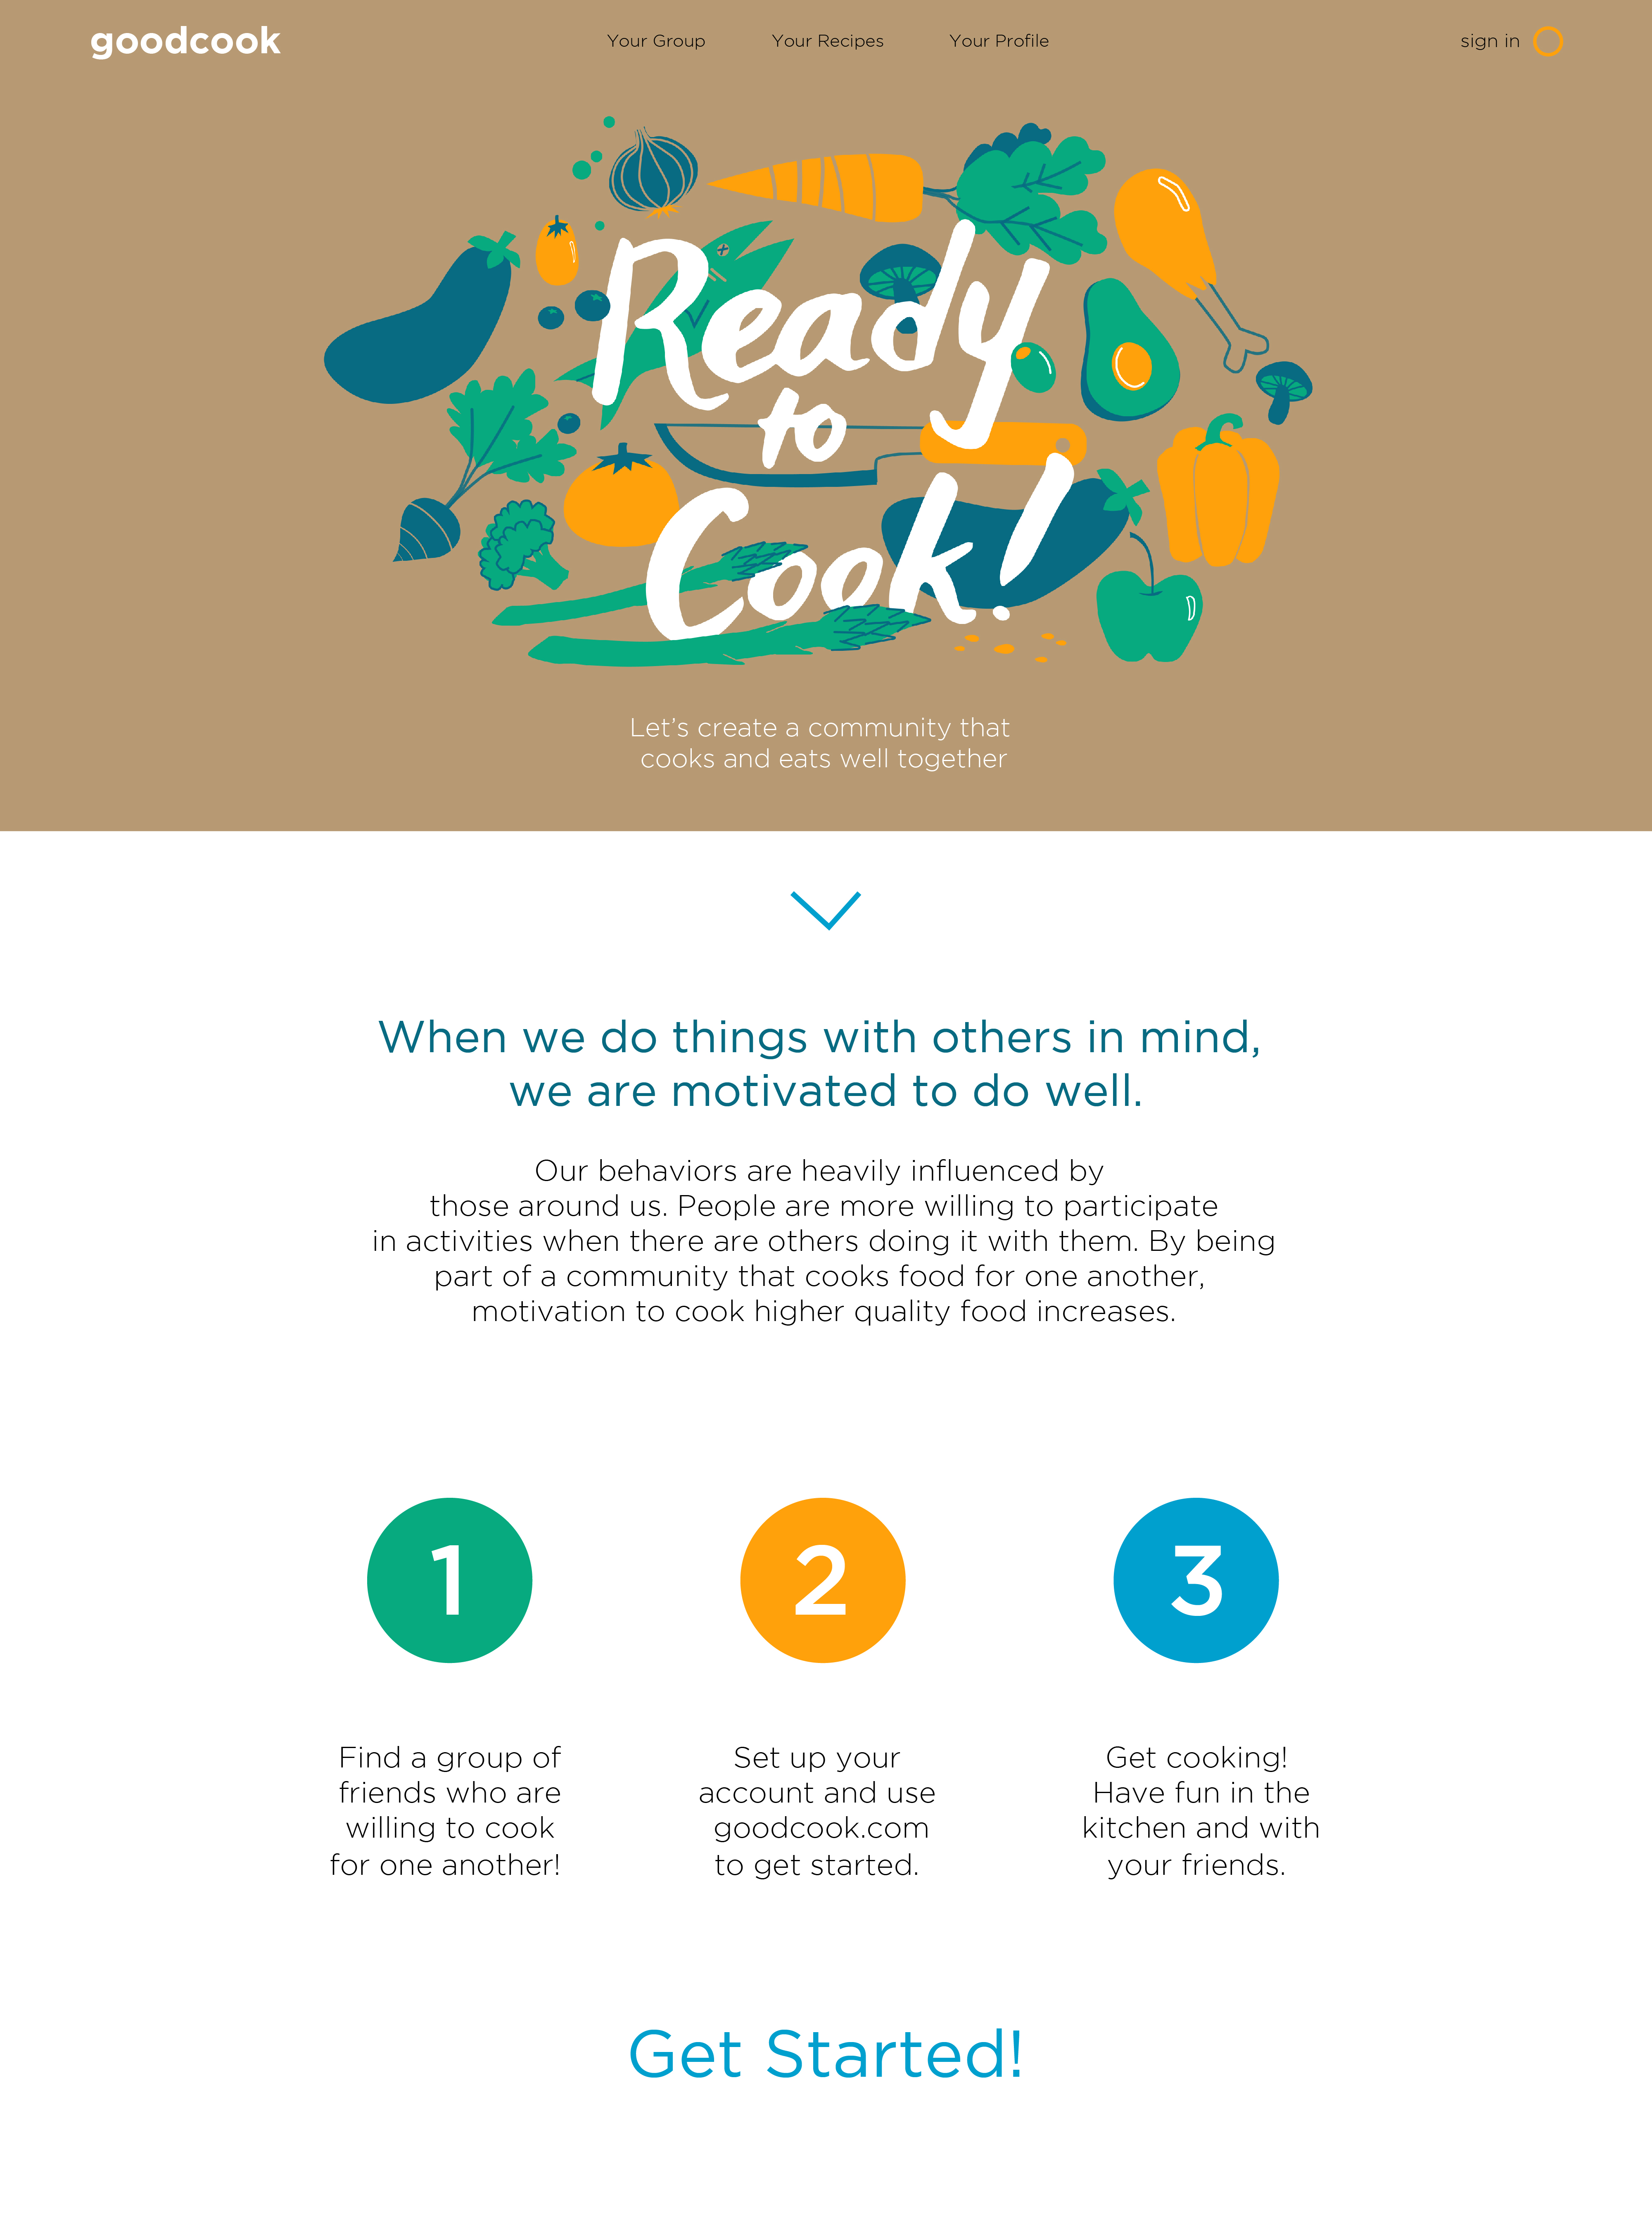 goodcook
Your Group
Your Recipes
Your Profile
sign in
Ready
to
Cook!
Let’s create a community that
cooks and eats well together
When we do things with others in mind,
we are motivated to do well.
Our behaviors are heavily influenced by
those around us. People are more willing to participate
in activities when there are others doing it with them. By being
part of a community that cooks food for one another,
motivation to cook higher quality food increases.
1
Find a group of
friends who are
willing to cook
for one another!
2
Set up your
account and use
goodcook.com
to get started.
3
Get cooking!
Have fun in the
kitchen and with
your friends.
Get Started!